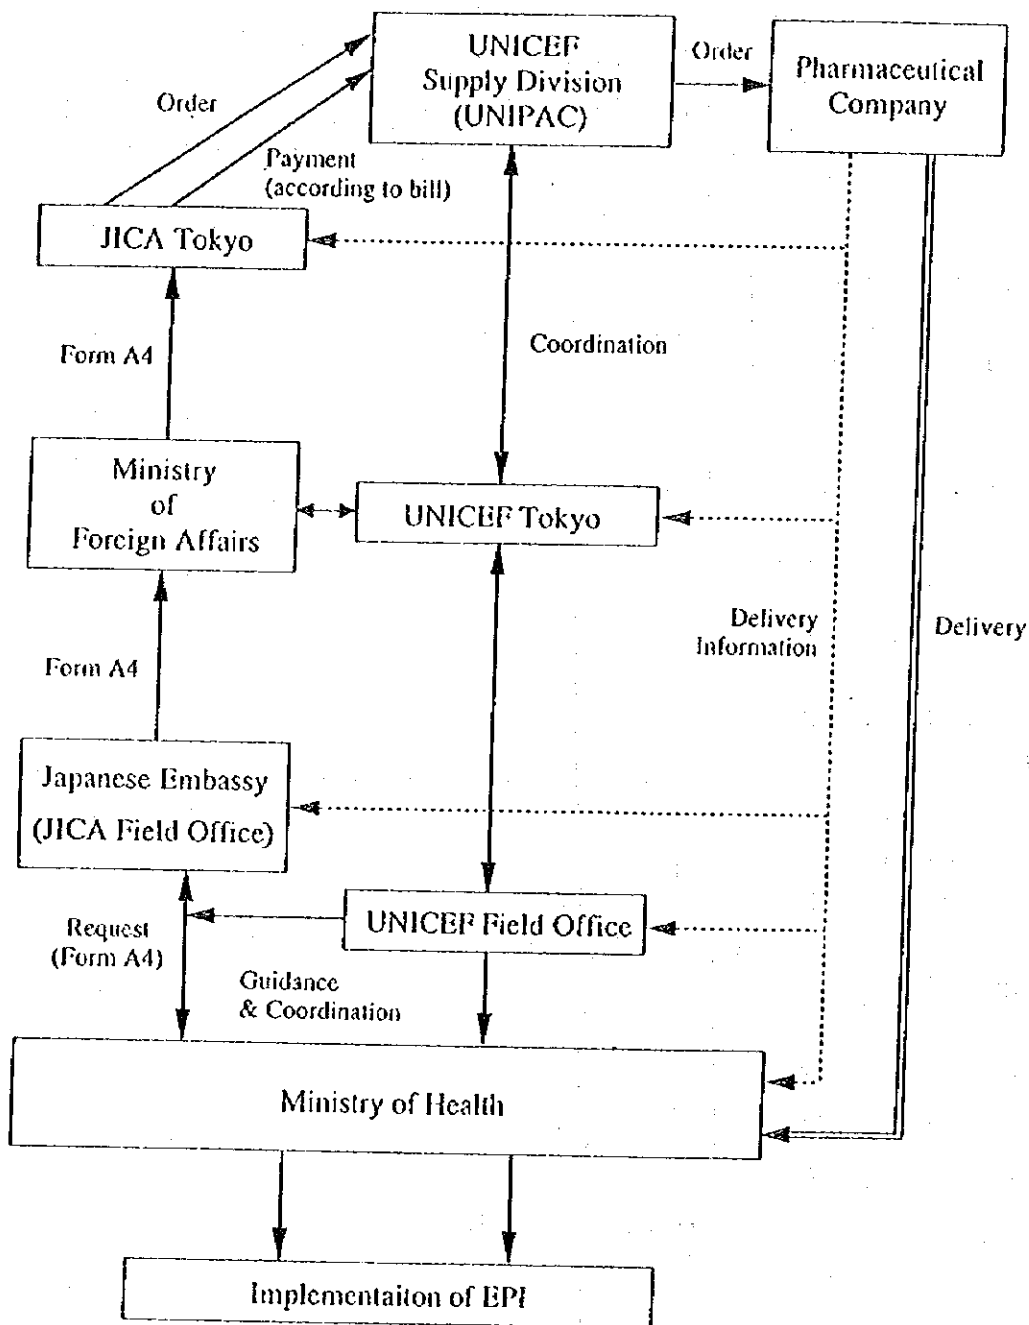 UNICEF
Supply Division
(UNIPAC)
Order
Pharmaceutical
Company
Order
Payment
(according to bill)
JICA Tokyo
Form A4
Coordination
Ministry
of
Foreign Affairs
UNICEF Tokyo
Delivery
Information
Delivery
Form A4
Japanese Embassy
(JICA Field Office)
UNICEF Field Office
Request
(Form A4)
Guidance
& Coordination
Ministry of Health
Implementaiton of EPI